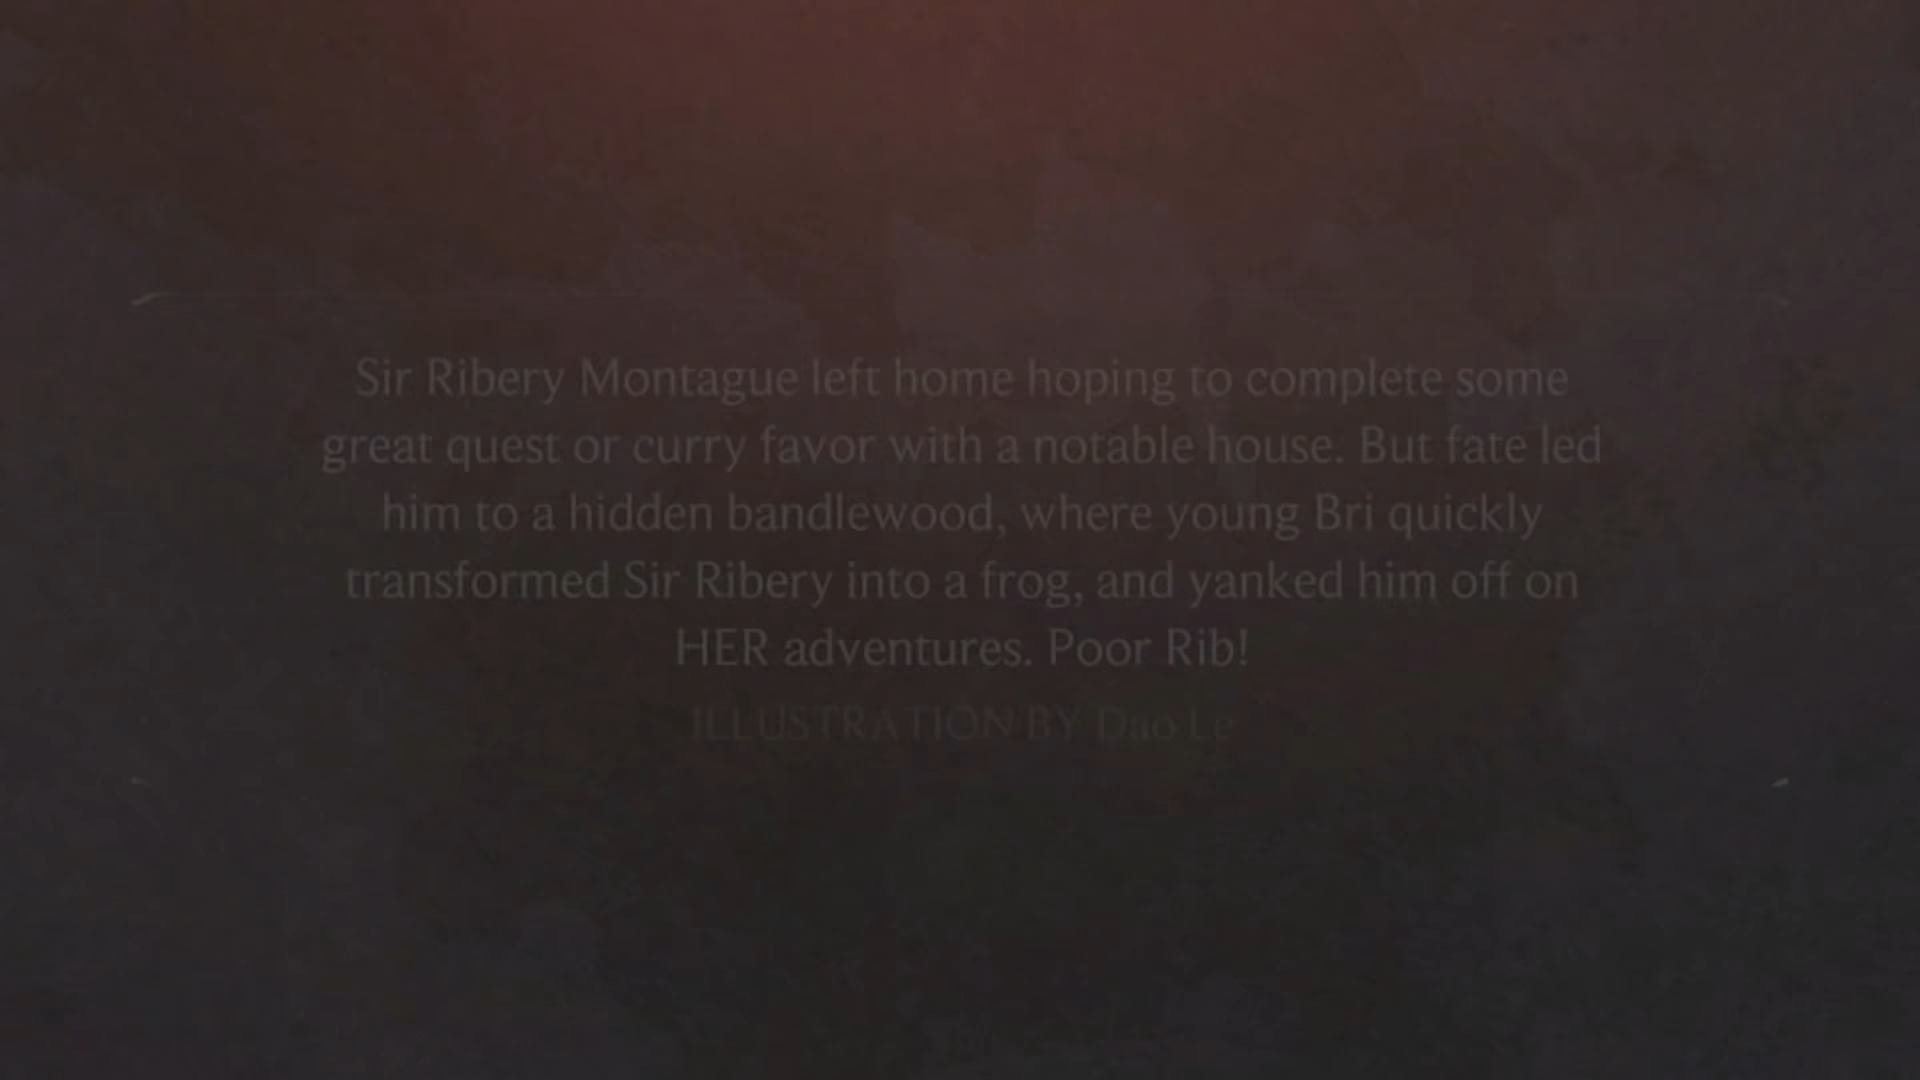 Sir Ribery Montague left home hoping to complete some
great quest or curry favor with a notable house. But fate led
him to a hidden bandlewood, where young Bri quickly
transformed Sir Ribery into a frog, and yanked him off on
HER adventures. Poor Rib!
ILLUSTRATION BY Dao Le